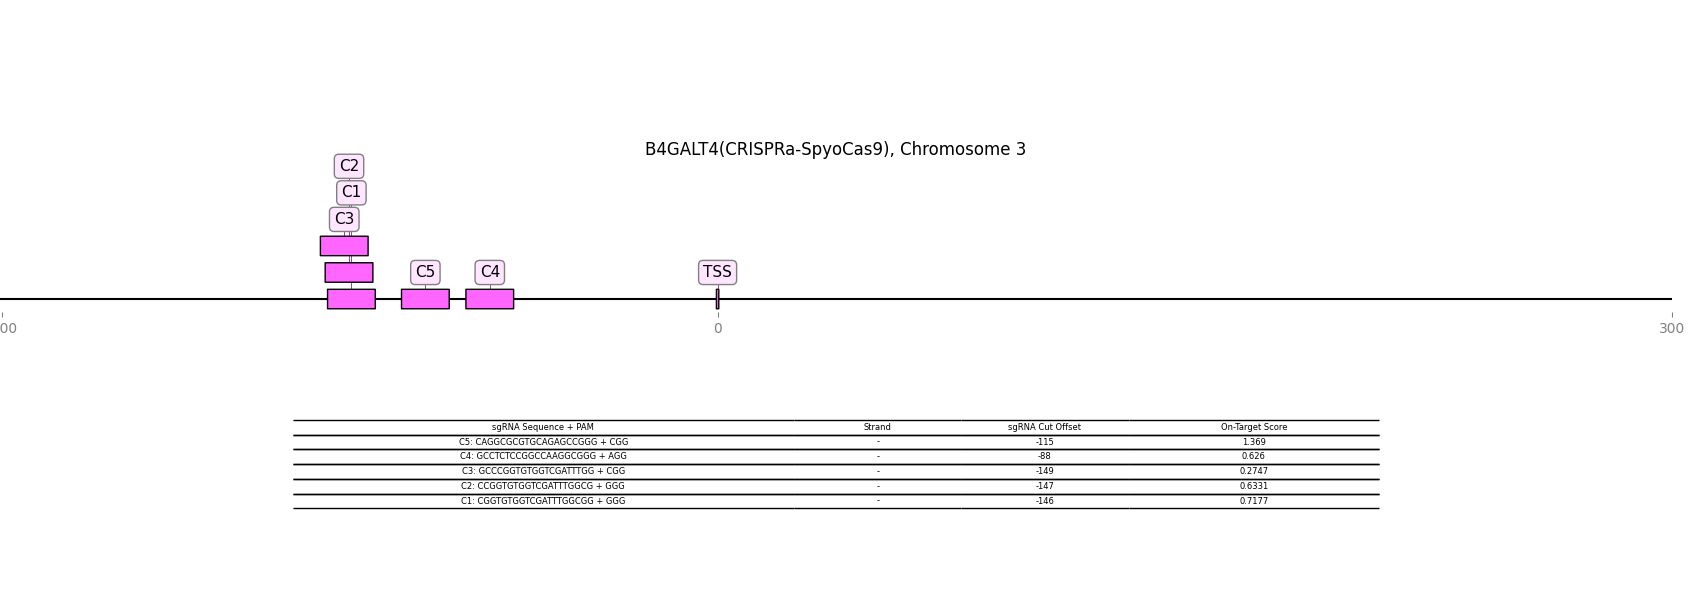 B4GALT4(CRISPRa-SpyoCas9), Chromosome 3
C2
C1
C3
C5 C4 TSS
00 0 300
sgRNA Sequence + PAM Strand sgRNA Cut Offset On-Target Score
C5: CAGGCGCGTGCAGAGCCGGG + CGG - -115 1.369
C4: GCCTCTCCGGCCAAGGCGGG + AGG - -88 0.626
C3: GCCCGGTGTGGTCGATTTGG + CGG - -149 0.2747
C2: CCGGTGTGGTCGATTTGGCG + GGG - -147 0.6331
C1: CGGTGTGGTCGATTTGGCGG + GGG - -146 0.7177